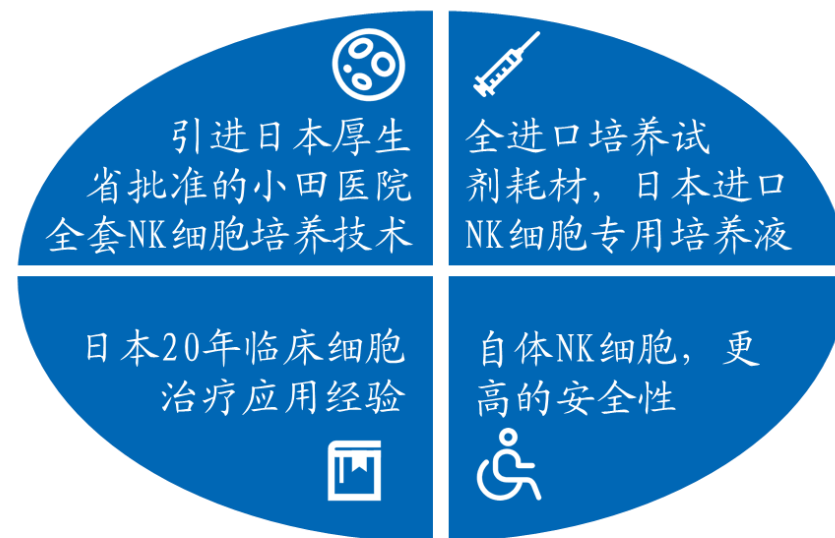 引进日本厚生
省批准的小田医院
全套NK细胞培养技术
全进口培养试
剂耗材，日本进口
NK细胞专用培养液
日本20年临床细胞
治疗应用经验
自体NK细胞，更
高的安全性